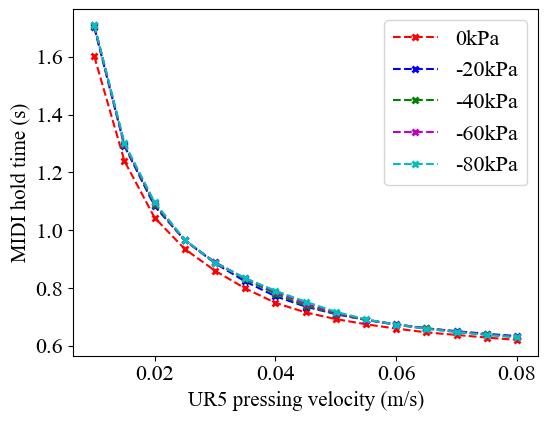 1.6
1.4
1.2
1.0
0.8
0.6
MIDI hold time (s)
0kPa
-20kPa
-40kPa
-60kPa
-80kPa
0.02
0.04
0.06
0.08
UR5 pressing velocity (m/s)